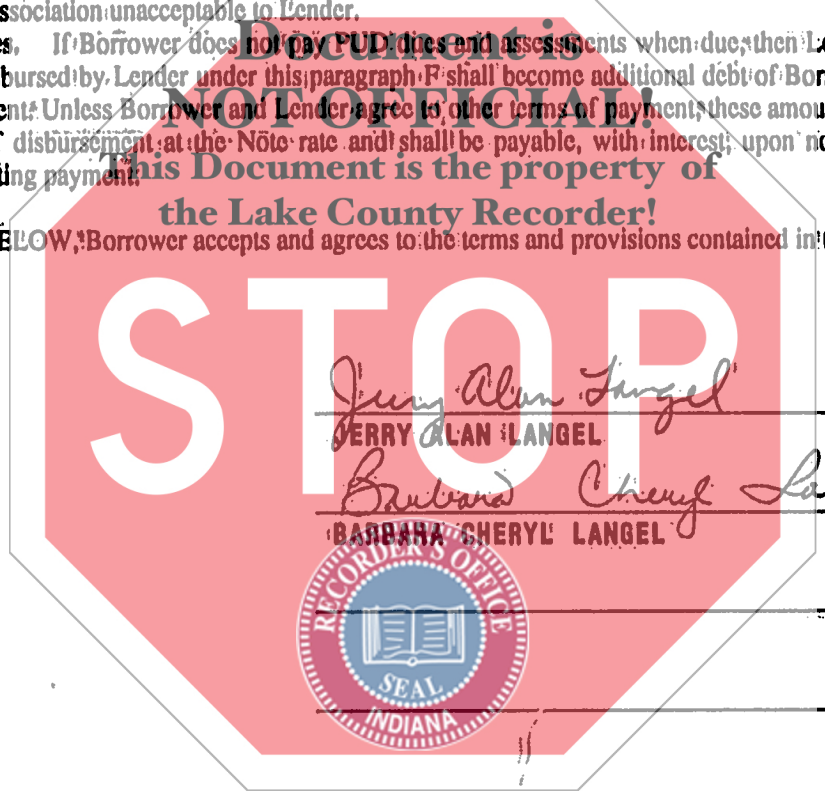 ssociation unacceptable to Lender.
Document is
s. If Borrower does not pay PUD dues and assessments when due, then L
bursed by Lender under this paragraph F shall become additional debt of Bor
NOT OFFICIAL!
ent. Unless Borrower and Lender agree to other terms of payment, these amou
disbursement at the Note rate and shall be payable, with interest, upon no
This Document is the property of
ing payment.
the Lake County Recorder!
ELOW, Borrower accepts and agrees to the terms and provisions contained in
STOP
Jerry Alan Langel
JERRY ALAN LANGEL
Barbara Cheryl La
BARBARA CHERYL LANGEL
RECORDER'S OFFICE
SEAL
INDIANA